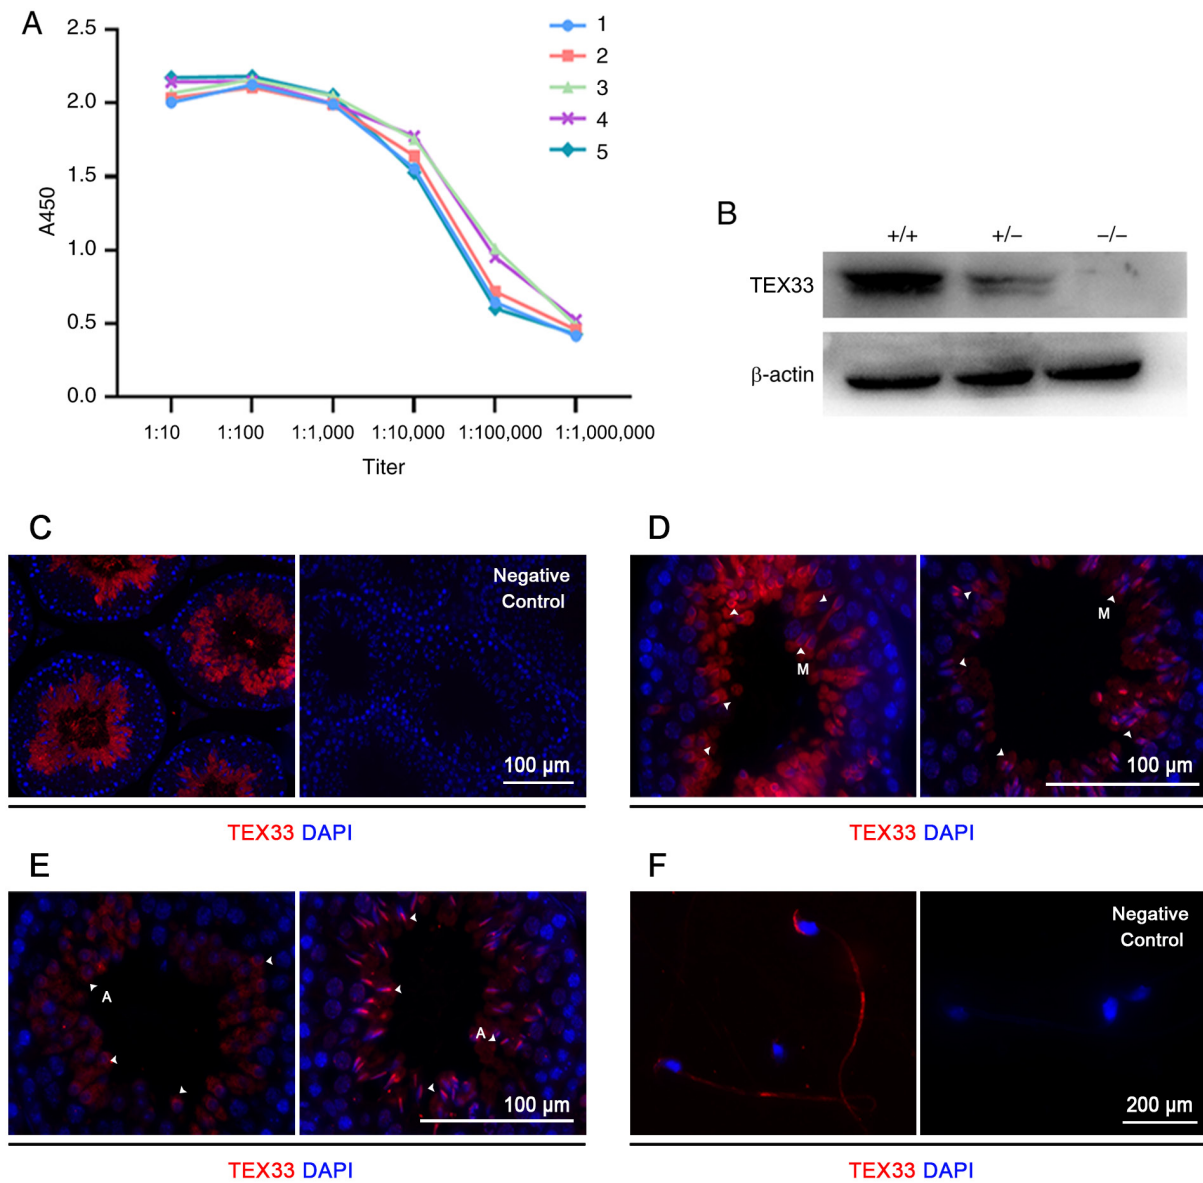 A
2.5
2.0
1.5
1.0
0.5
0.0
A450
1:10
1:100
1:1,000
1:10,000
1:100,000
1:1,000,000
Titer
1
2
3
4
5
B
+/+
+/–
–/–
TEX33
β-actin
C
Negative
Control
100 μm
TEX33 DAPI
D
M
M
100 μm
TEX33 DAPI
E
A
A
100 μm
TEX33 DAPI
F
Negative
Control
200 μm
TEX33 DAPI